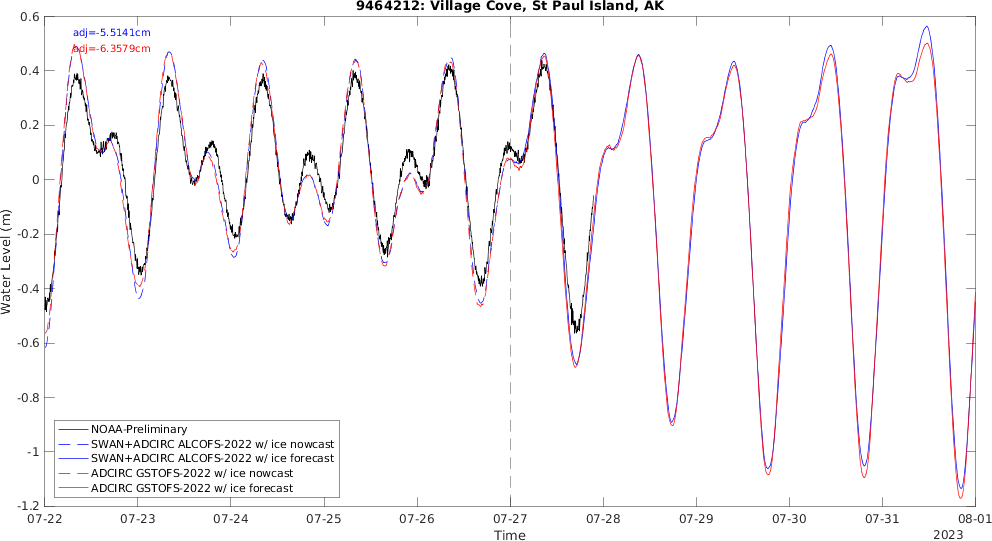 9464212: Village Cove, St Paul Island, AK
adj=-5.5141cm
adj=-6.3579cm
Water Level (m)
0.6
0.4
0.2
0
-0.2
-0.4
-0.6
-0.8
-1
-1.2
NOAA-Preliminary
SWAN+ADCIRC ALCOFS-2022 w/ ice nowcast
SWAN+ADCIRC ALCOFS-2022 w/ ice forecast
ADCIRC GSTOFS-2022 w/ ice nowcast
ADCIRC GSTOFS-2022 w/ ice forecast
07-22 07-23 07-24 07-25 07-26 07-27 07-28 07-29 07-30 07-31 08-01
Time
2023